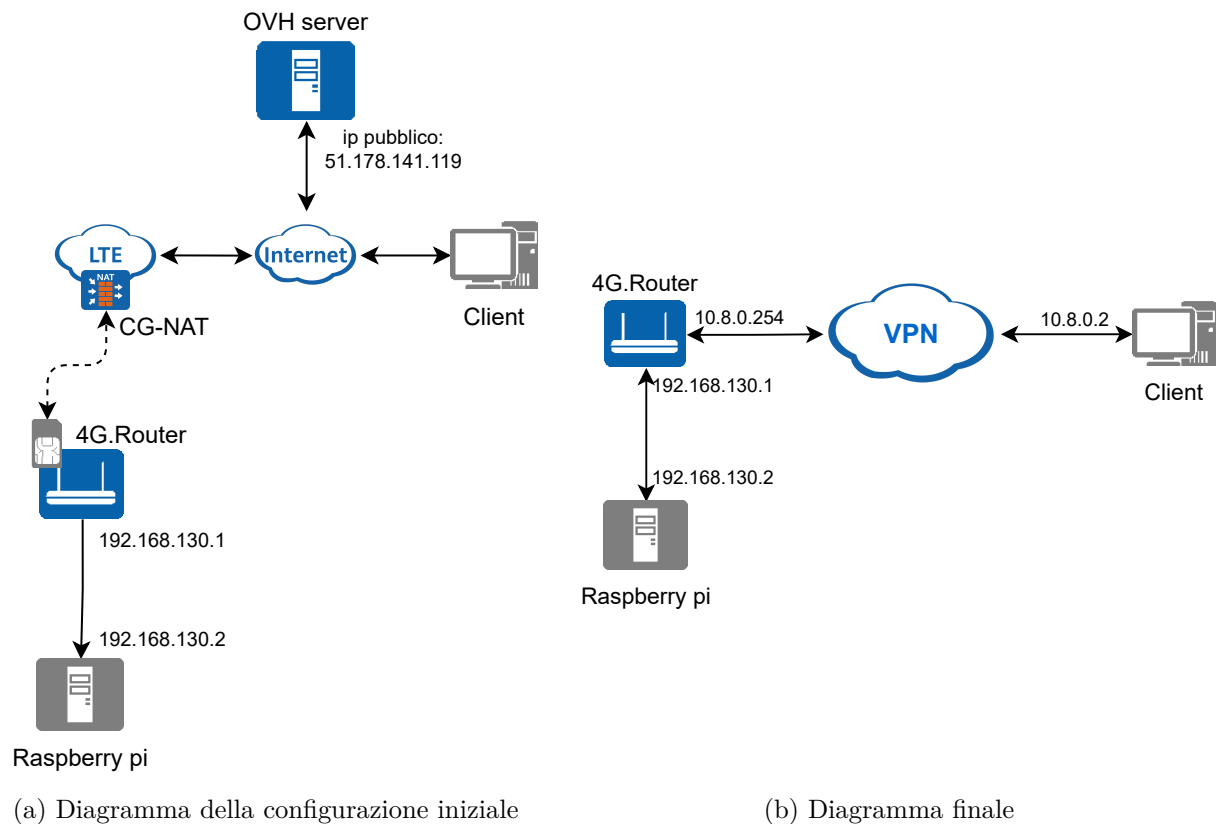 OVH server
ip pubblico:
51.178.141.119
LTE
NAT
Internet
CG-NAT
Client
4G.Router
192.168.130.1
192.168.130.2
Raspberry pi
(a) Diagramma della configurazione iniziale
4G.Router
10.8.0.254
VPN
10.8.0.2
Client
192.168.130.1
192.168.130.2
Raspberry pi
(b) Diagramma finale